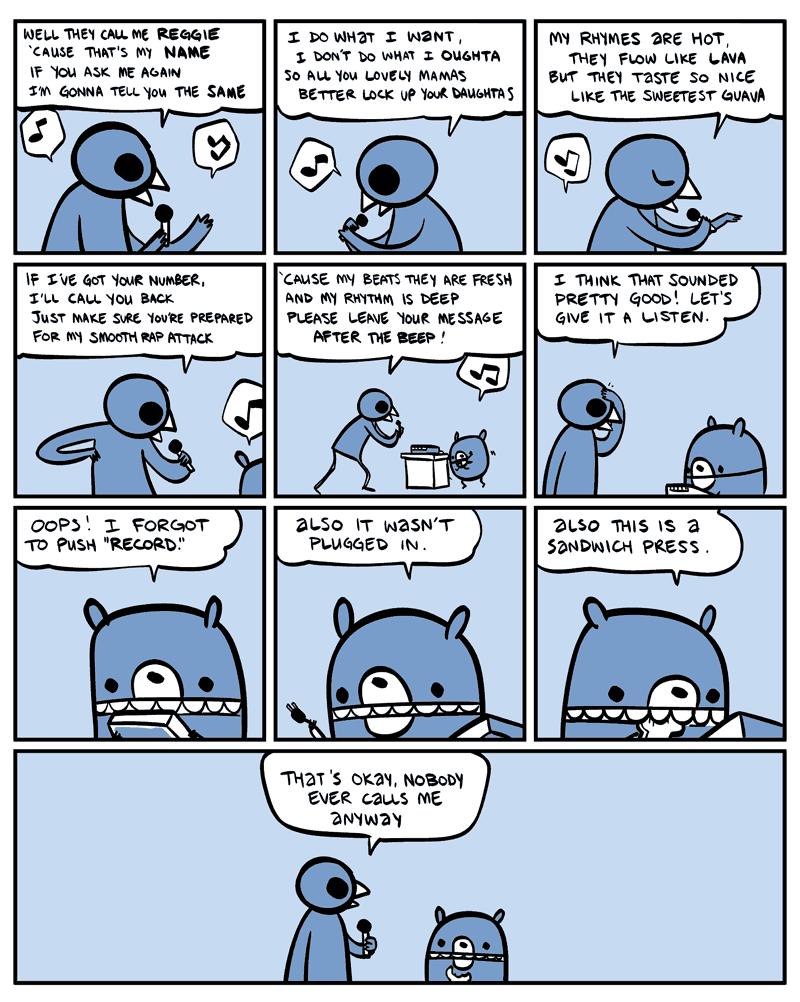 WELL THEY CALL ME REGGIE
'CAUSE THAT'S MY NAME
IF YOU ASK ME AGAIN
I'M GONNA TELL YOU THE SAME
I DO WHAT I WANT,
I DON'T DO WHAT I OUGHTA
SO ALL YOU LOVELY MAMAS
BETTER LOCK UP YOUR DAUGHTAS
MY RHYMES ARE HOT,
THEY FLOW LIKE LAVA
BUT THEY TASTE SO NICE
LIKE THE SWEETEST GUAVA
IF I'VE GOT YOUR NUMBER,
I'LL CALL YOU BACK
JUST MAKE SURE YOU'RE PREPARED
FOR MY SMOOTH RAP ATTACK
'CAUSE MY BEATS THEY ARE FRESH
AND MY RHYTHM IS DEEP
PLEASE LEAVE YOUR MESSAGE
AFTER THE BEEP!
I THINK THAT SOUNDED
PRETTY GOOD! LET'S
GIVE IT A LISTEN.
OOPS! I FORGOT
TO PUSH "RECORD."
ALSO IT WASN'T
PLUGGED IN.
ALSO THIS IS A
SANDWICH PRESS.
THAT'S OKAY, NOBODY
EVER CALLS ME
ANYWAY